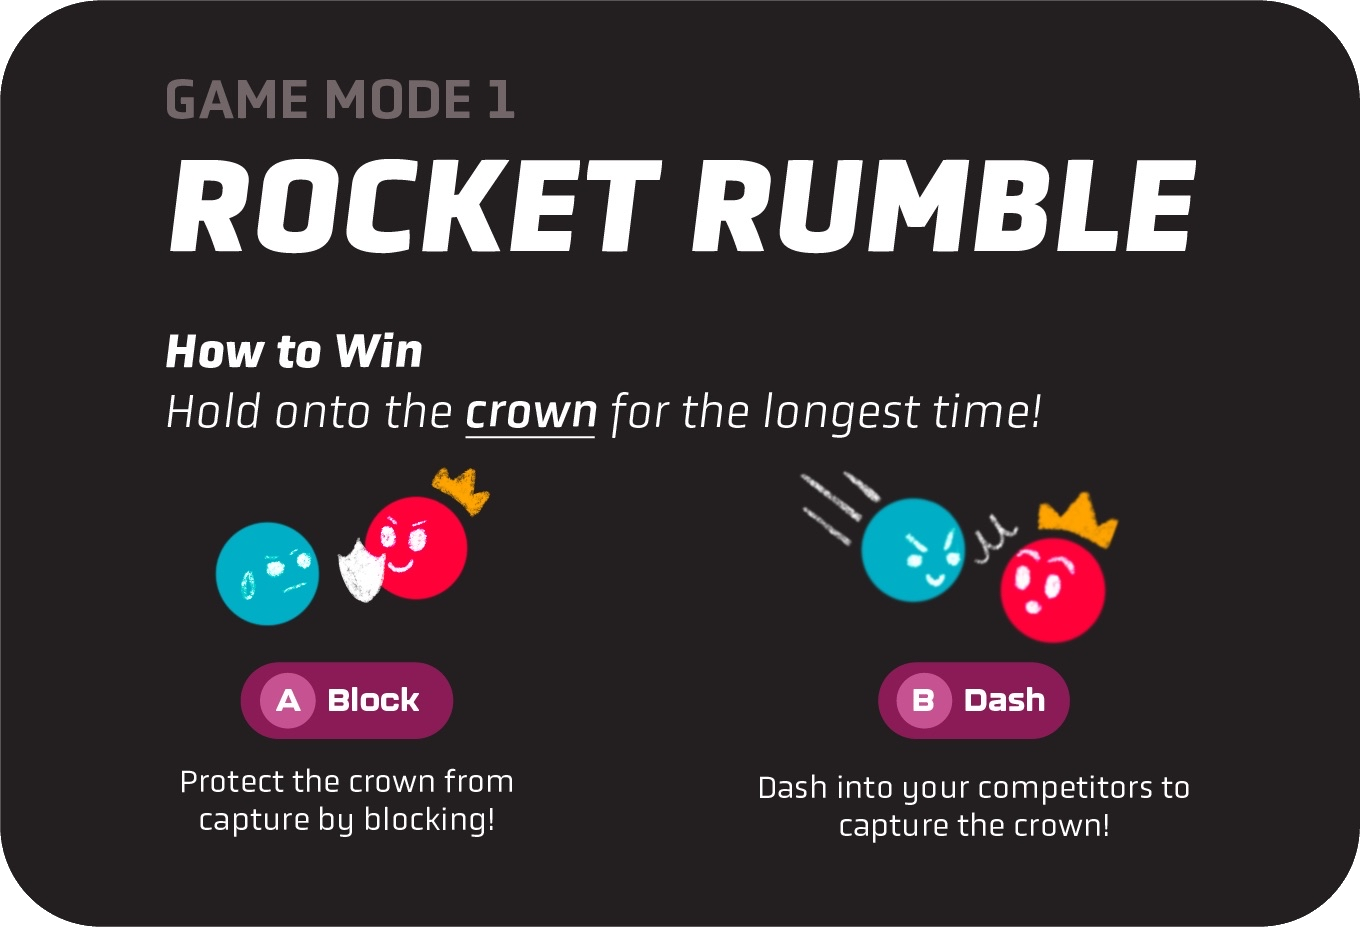 GAME MODE 1
ROCKET RUMBLE
How to Win
Hold onto the crown for the longest time!
A Block
Protect the crown from
capture by blocking!
B Dash
Dash into your competitors to
capture the crown!